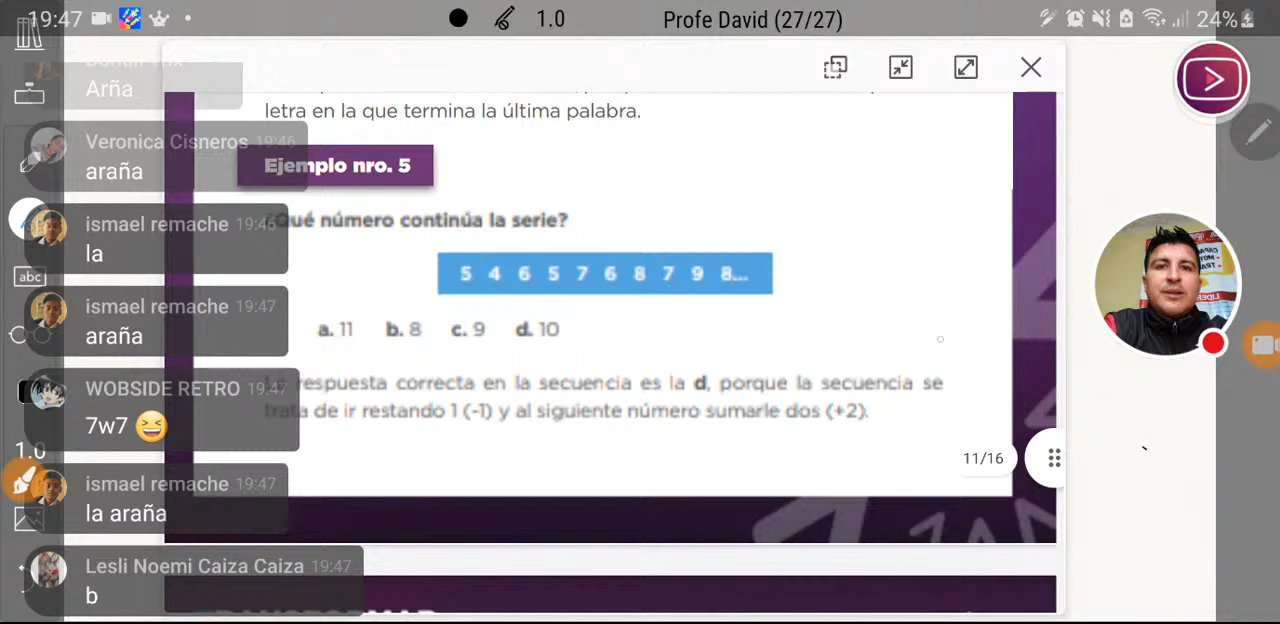 19:47
1.0
Profe David (27/27)
24%
Arña
letra en la que termina la última palabra.
Veronica Cisneros 19:46
araña
Ejemplo nro. 5
Qué número continúa la serie?
ismael remache 19:46
la
5 4 6 5 7 6 8 7 9 8...
abc
ismael remache 19:47
araña
a. 11 b. 8 c. 9 d. 10
WOBSIDE RETRO 19:47
7w7 😆
respuesta correcta en la secuencia es la d, porque la secuencia se
trata de ir restando 1 (-1) y al siguiente número sumarle dos (+2).
1.0
11/16
ismael remache 19:47
la araña
Lesli Noemi Caiza Caiza 19:47
b